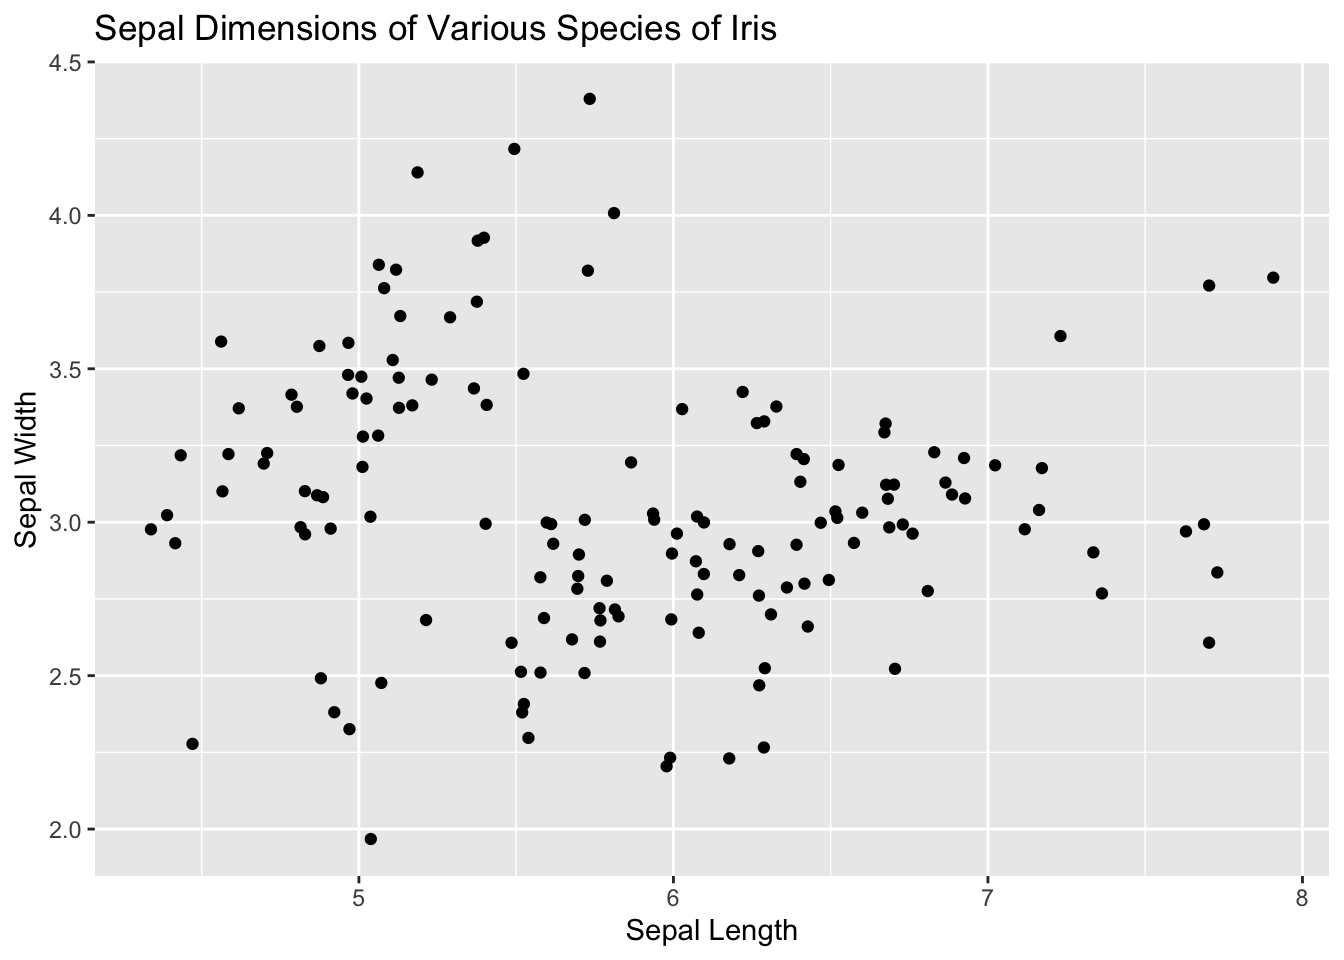 Sepal Dimensions of Various Species of Iris
4.5
4.0
3.5
3.0
2.5
2.0
Sepal Width
5 6 7 8
Sepal Length